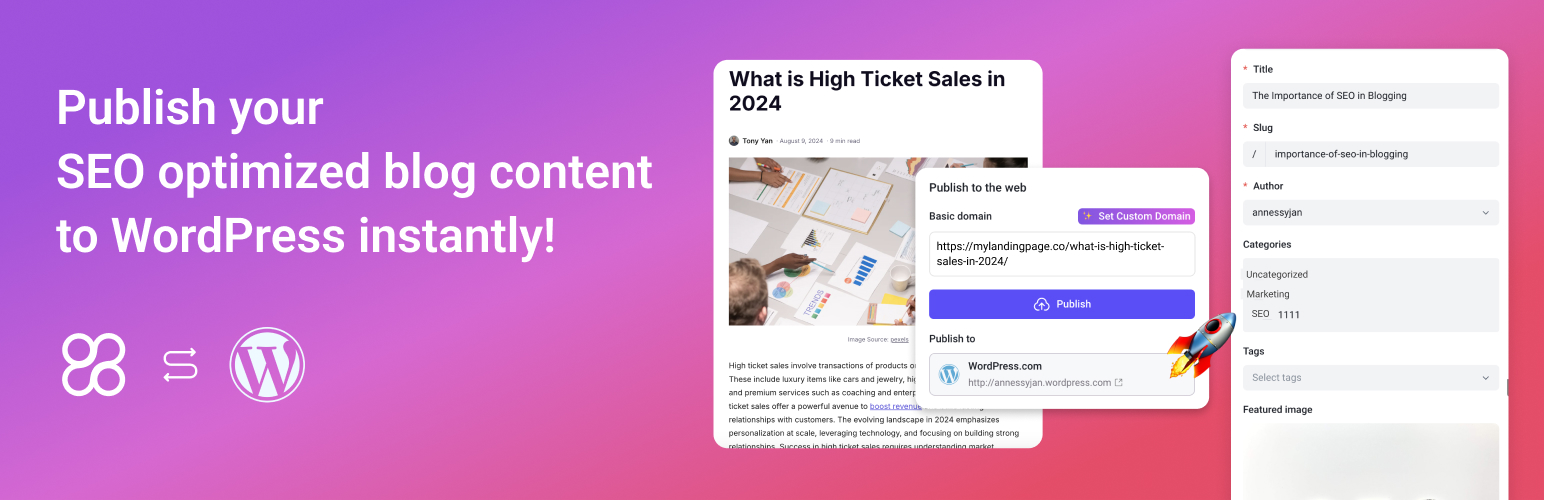 Publish your
SEO optimized blog content
to WordPress instantly!
What is High Ticket Sales in
2024
Tony Yan · August 9, 2024 · 9 min read
TRENDS
Image Source: pexels
High ticket sales involve transactions of products o
These include luxury items like cars and jewelry, hig
and premium services such as coaching and enterp
ticket sales offer a powerful avenue to boost revenue
relationships with customers. The evolving landscape in 2024 emphasizes
personalization at scale, leveraging technology, and focusing on building strong
relationships. Success in high ticket sales requires understanding market
Publish to the web
Basic domain
Set Custom Domain
https://mylandingpage.co/what-is-high-ticket-
sales-in-2024/
Publish
Publish to
WordPress.com
http://annessyjan.wordpress.com
* Title
The Importance of SEO in Blogging
* Slug
/ importance-of-seo-in-blogging
* Author
annessyjan
Categories
Uncategorized
Marketing
SEO 1111
Tags
Select tags
Featured image